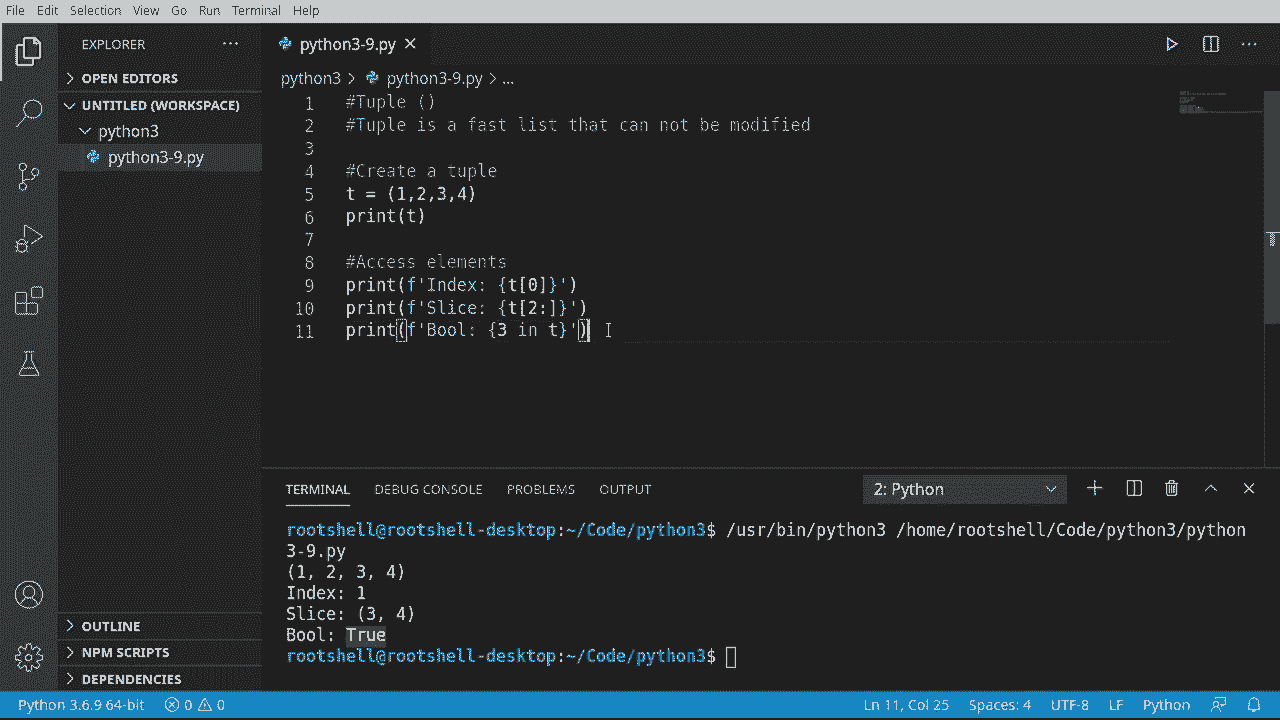 File Edit Selection View Go Run Terminal Help
EXPLORER ...
python3-9.py
OPEN EDITORS
python3 > python3-9.py > ...
UNTITLED (WORKSPACE)
python3
python3-9.py
1 #Tuple ()
2 #Tuple is a fast list that can not be modified
3
4 #Create a tuple
5 t = (1,2,3,4)
6 print(t)
7
8 #Access elements
9 print(f'Index: {t[0]}')
10 print(f'Slice: {t[2:]}')
11 print(f'Bool: {3 in t}')
TERMINAL DEBUG CONSOLE PROBLEMS OUTPUT 2: Python
rootshell@rootshell-desktop:~/Code/python3$ /usr/bin/python3 /home/rootshell/Code/python3/python
3-9.py
(1, 2, 3, 4)
Index: 1
Slice: (3, 4)
Bool: True
rootshell@rootshell-desktop:~/Code/python3$
OUTLINE
NPM SCRIPTS
DEPENDENCIES
Python 3.6.9 64-bit 0 0 Ln 11, Col 25 Spaces: 4 UTF-8 LF Python